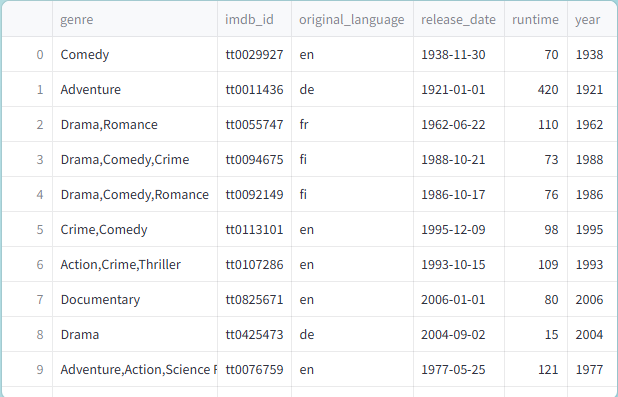 genre imdb_id original_language release_date runtime year
0 Comedy tt0029927 en 1938-11-30 70 1938
1 Adventure tt0011436 de 1921-01-01 420 1921
2 Drama,Romance tt0055747 fr 1962-06-22 110 1962
3 Drama,Comedy,Crime tt0094675 fi 1988-10-21 73 1988
4 Drama,Comedy,Romance tt0092149 fi 1986-10-17 76 1986
5 Crime,Comedy tt0113101 en 1995-12-09 98 1995
6 Action,Crime,Thriller tt0107286 en 1993-10-15 109 1993
7 Documentary tt0825671 en 2006-01-01 80 2006
8 Drama tt0425473 de 2004-09-02 15 2004
9 Adventure,Action,Science F tt0076759 en 1977-05-25 121 1977